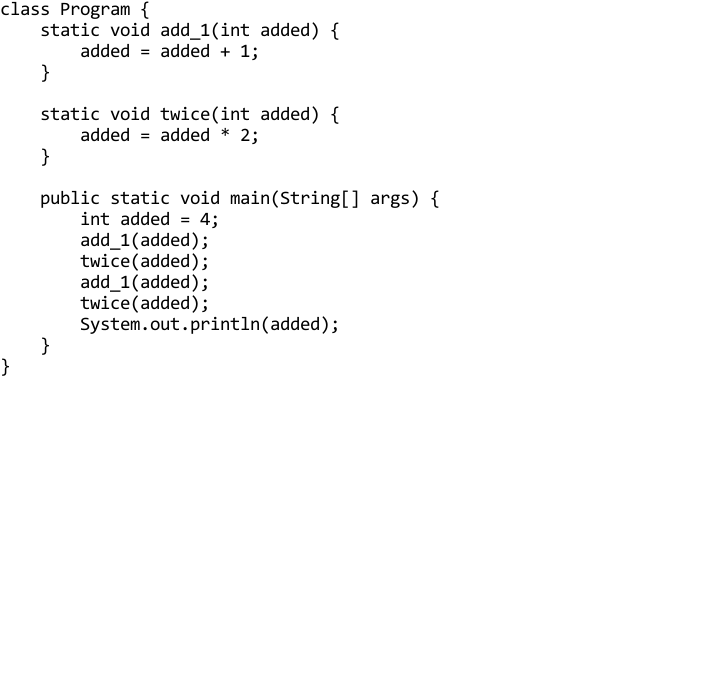 class Program {
    static void add_1(int added) {
        added = added + 1;
    }

    static void twice(int added) {
        added = added * 2;
    }

    public static void main(String[] args) {
        int added = 4;
        add_1(added);
        twice(added);
        add_1(added);
        twice(added);
        System.out.println(added);
    }
}